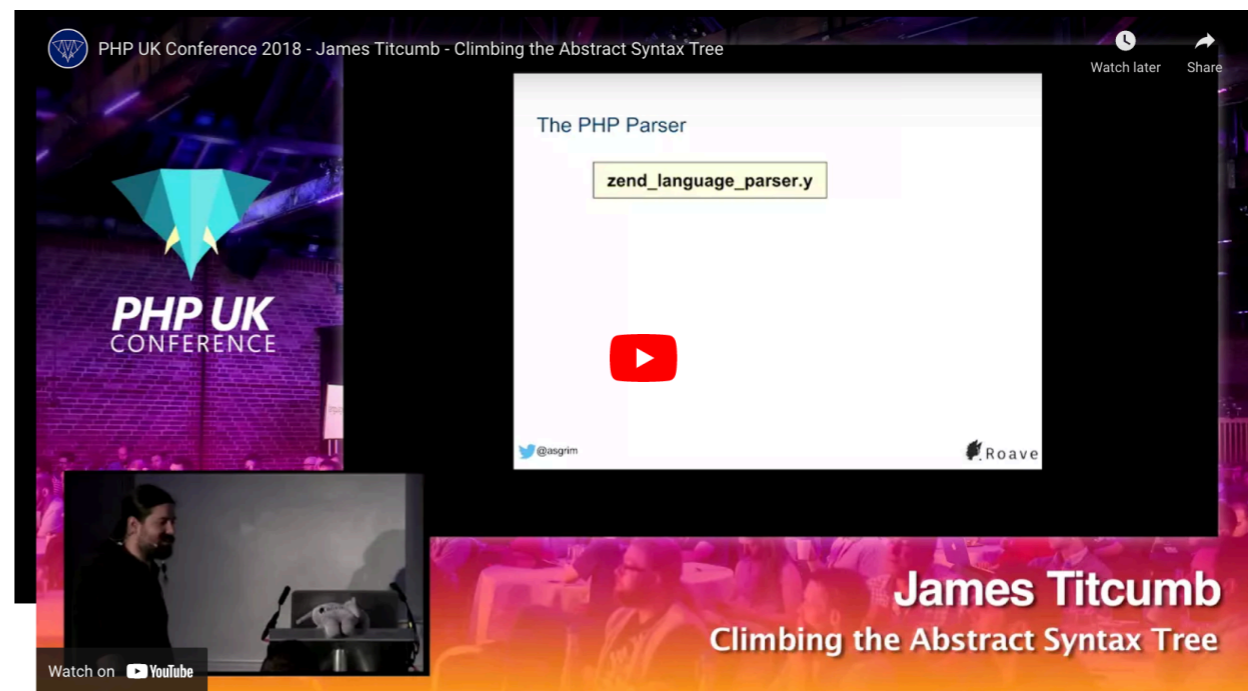 PHP UK Conference 2018 - James Titcumb - Climbing the Abstract Syntax Tree
Watch later
Share
The PHP Parser
zend_language_parser.y
PHP UK
CONFERENCE
@asgrim
Roave
James Titcumb
Climbing the Abstract Syntax Tree
Watch on YouTube